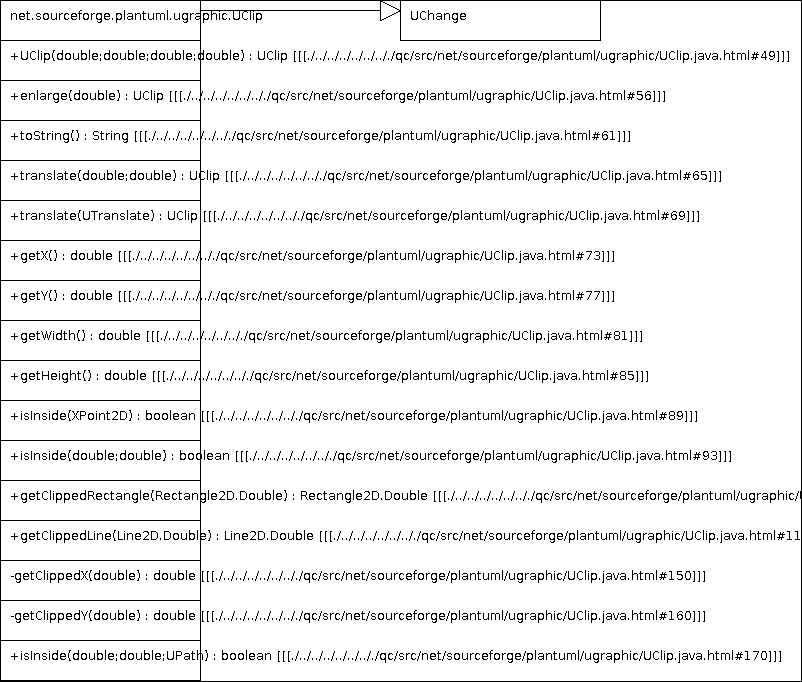 net.sourceforge.plantuml.ugraphic.UClip
UChange
+UClip(double;double;double;double) : UClip [[[./../../../../../../qc/src/net/sourceforge/plantuml/ugraphic/UClip.java.html#49]]]
+enlarge(double) : UClip [[[./../../../../../../qc/src/net/sourceforge/plantuml/ugraphic/UClip.java.html#56]]]
+toString() : String [[[./../../../../../../qc/src/net/sourceforge/plantuml/ugraphic/UClip.java.html#61]]]
+translate(double;double) : UClip [[[./../../../../../../qc/src/net/sourceforge/plantuml/ugraphic/UClip.java.html#65]]]
+translate(UTranslate) : UClip [[[./../../../../../../qc/src/net/sourceforge/plantuml/ugraphic/UClip.java.html#69]]]
+getX() : double [[[./../../../../../../qc/src/net/sourceforge/plantuml/ugraphic/UClip.java.html#73]]]
+getY() : double [[[./../../../../../../qc/src/net/sourceforge/plantuml/ugraphic/UClip.java.html#77]]]
+getWidth() : double [[[./../../../../../../qc/src/net/sourceforge/plantuml/ugraphic/UClip.java.html#81]]]
+getHeight() : double [[[./../../../../../../qc/src/net/sourceforge/plantuml/ugraphic/UClip.java.html#85]]]
+isInside(XPoint2D) : boolean [[[./../../../../../../qc/src/net/sourceforge/plantuml/ugraphic/UClip.java.html#89]]]
+isInside(double;double) : boolean [[[./../../../../../../qc/src/net/sourceforge/plantuml/ugraphic/UClip.java.html#93]]]
+getClippedRectangle(Rectangle2D.Double) : Rectangle2D.Double [[[./../../../../../../qc/src/net/sourceforge/plantuml/ugraphic/
+getClippedLine(Line2D.Double) : Line2D.Double [[[./../../../../../../qc/src/net/sourceforge/plantuml/ugraphic/UClip.java.html#11
-getClippedX(double) : double [[[./../../../../../../qc/src/net/sourceforge/plantuml/ugraphic/UClip.java.html#150]]]
-getClippedY(double) : double [[[./../../../../../../qc/src/net/sourceforge/plantuml/ugraphic/UClip.java.html#160]]]
+isInside(double;double;UPath) : boolean [[[./../../../../../../qc/src/net/sourceforge/plantuml/ugraphic/UClip.java.html#170]]]